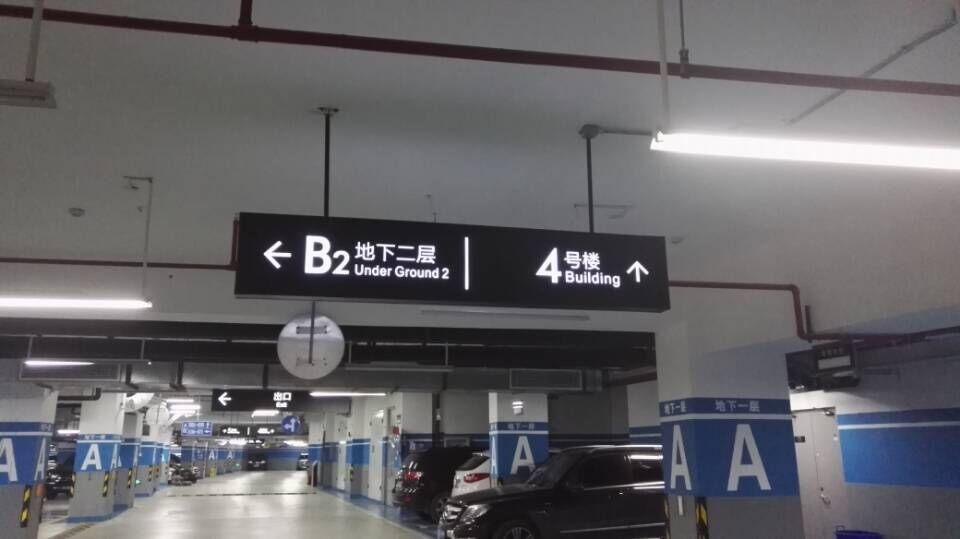 ← B2 地下二层
Under Ground 2
4 号楼 ↑
Building
← 出口
地下一层
地下一层
A
A
A
A
A